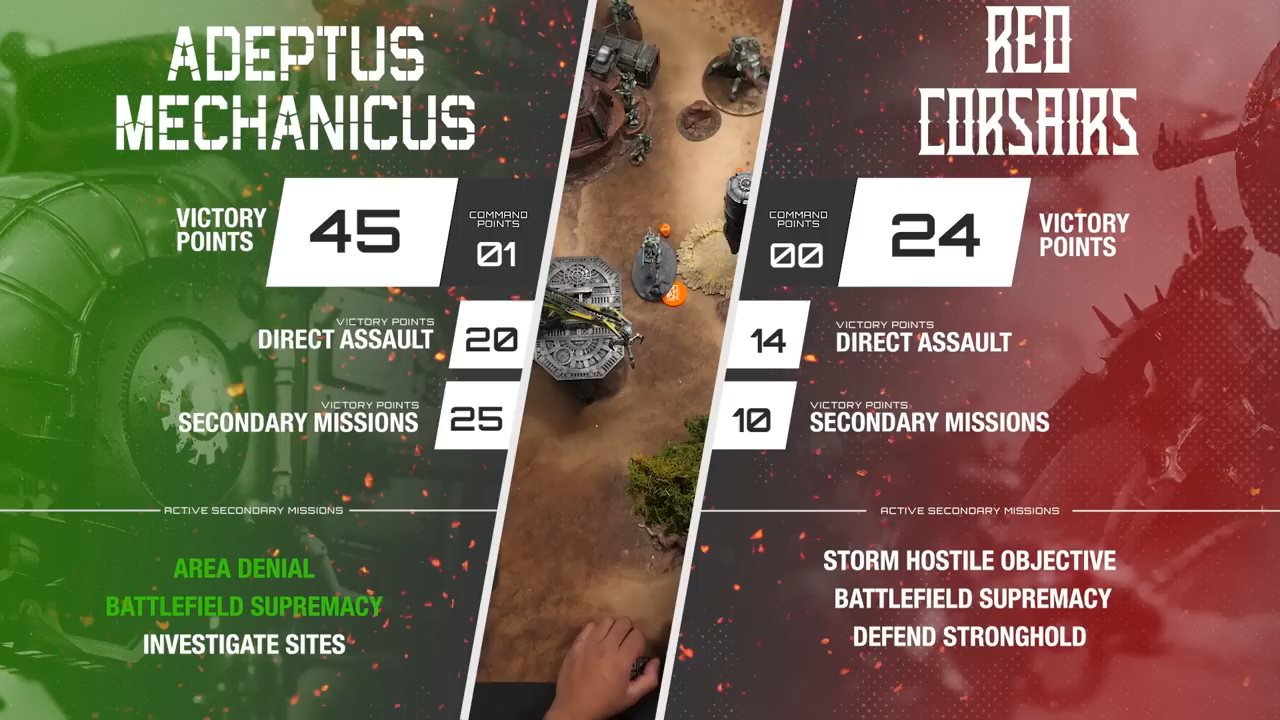 ADEPTUS
MECHANICUS
VICTORY
POINTS
45
COMMAND
POINTS
01
VICTORY POINTS
DIRECT ASSAULT
20
VICTORY POINTS
SECONDARY MISSIONS
25
ACTIVE SECONDARY MISSIONS
AREA DENIAL
BATTLEFIELD SUPREMACY
INVESTIGATE SITES
RED
CORSAIRS
COMMAND
POINTS
00
24
VICTORY
POINTS
14
VICTORY POINTS
DIRECT ASSAULT
10
VICTORY POINTS
SECONDARY MISSIONS
ACTIVE SECONDARY MISSIONS
STORM HOSTILE OBJECTIVE
BATTLEFIELD SUPREMACY
DEFEND STRONGHOLD